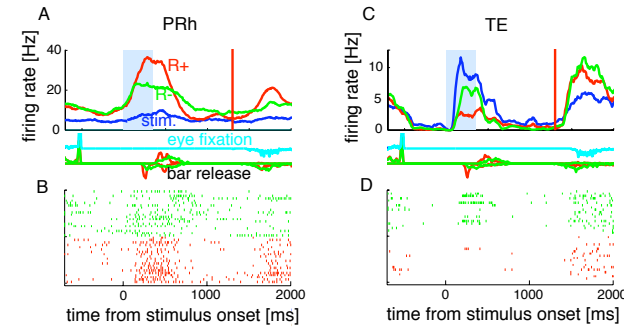 A
PRh
firing rate [Hz]
40
20
0
R+
R-
stim.
eye fixation
bar release
B
0
1000
2000
time from stimulus onset [ms]
C
TE
firing rate [Hz]
10
5
0
D
0
1000
2000
time from stimulus onset [ms]